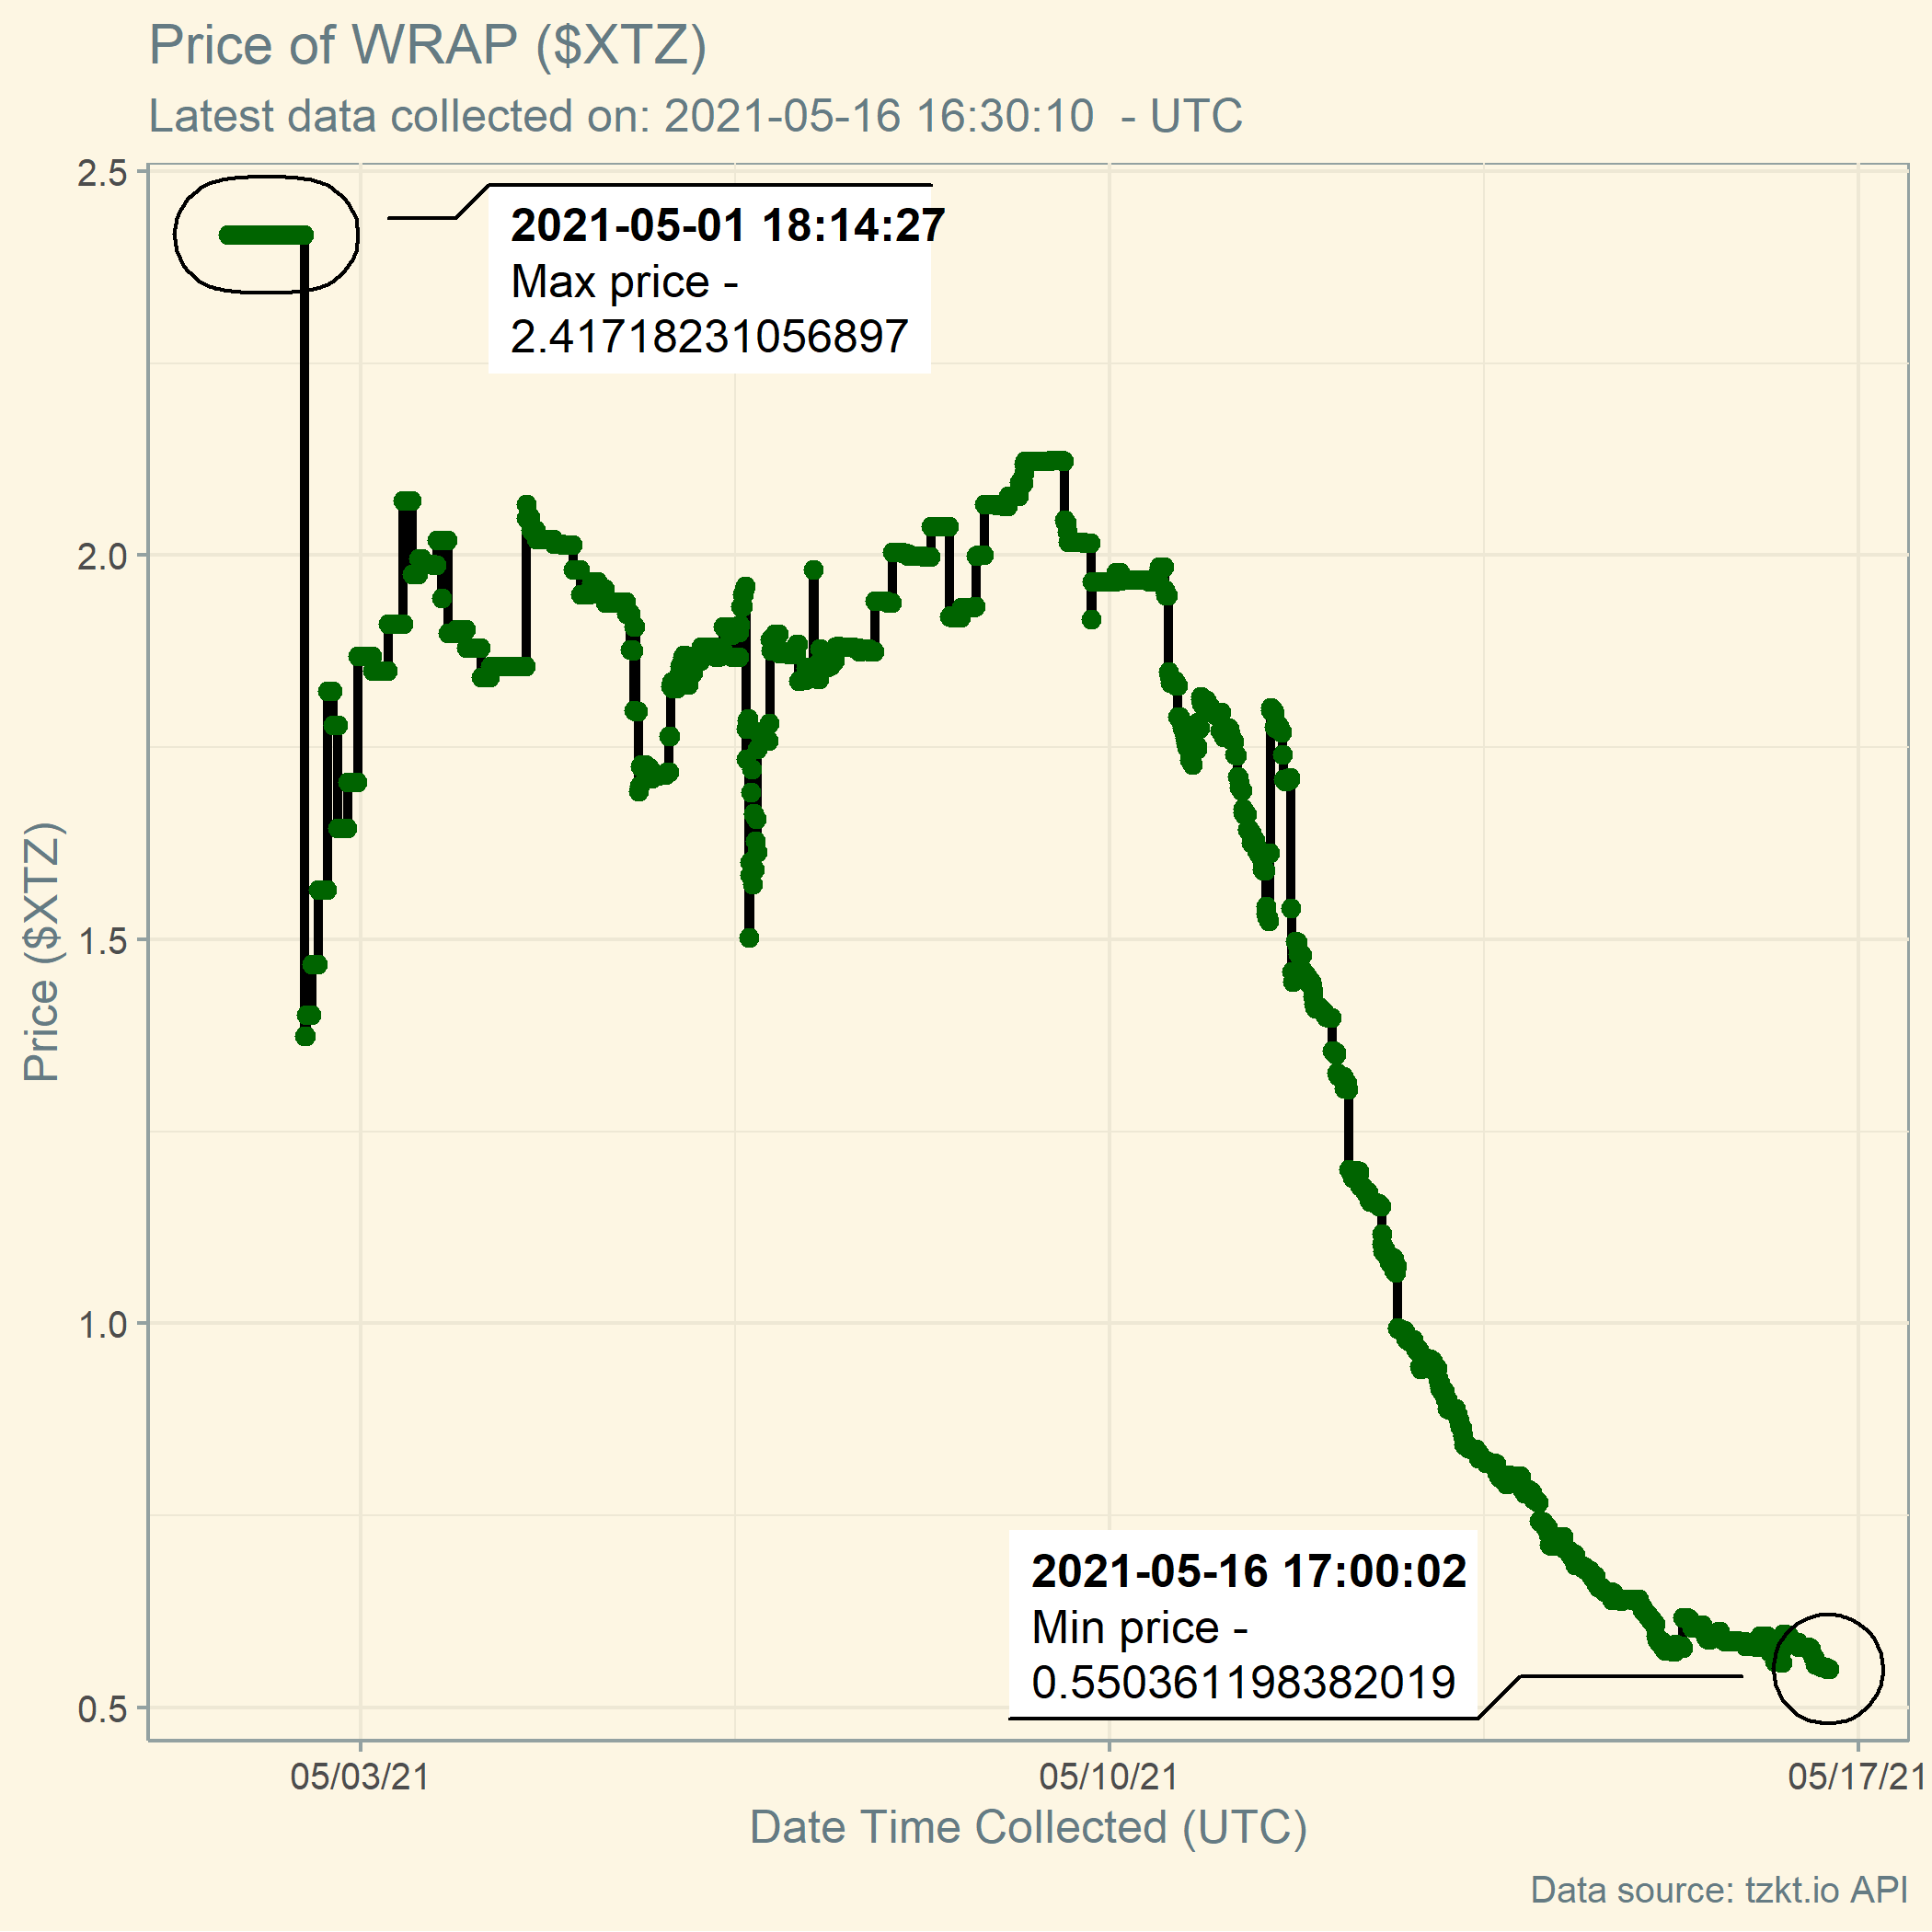 Price of WRAP ($XTZ)
Latest data collected on: 2021-05-16 16:30:10  - UTC
2.5
2021-05-01 18:14:27
Max price -
2.41718231056897
2.0
Price ($XTZ)
1.5
1.0
2021-05-16 17:00:02
Min price -
0.550361198382019
0.5
05/03/21
05/10/21
05/17/21
Date Time Collected (UTC)
Data source: tzkt.io API